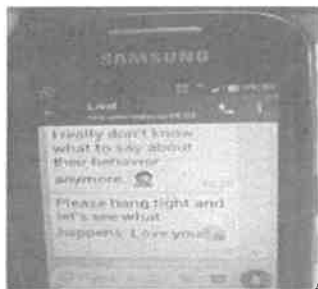 SAMSUNG
I really don't know
what to say about
their behavior
anymore.
Please hang tight and
let's see what
happens. Love you!